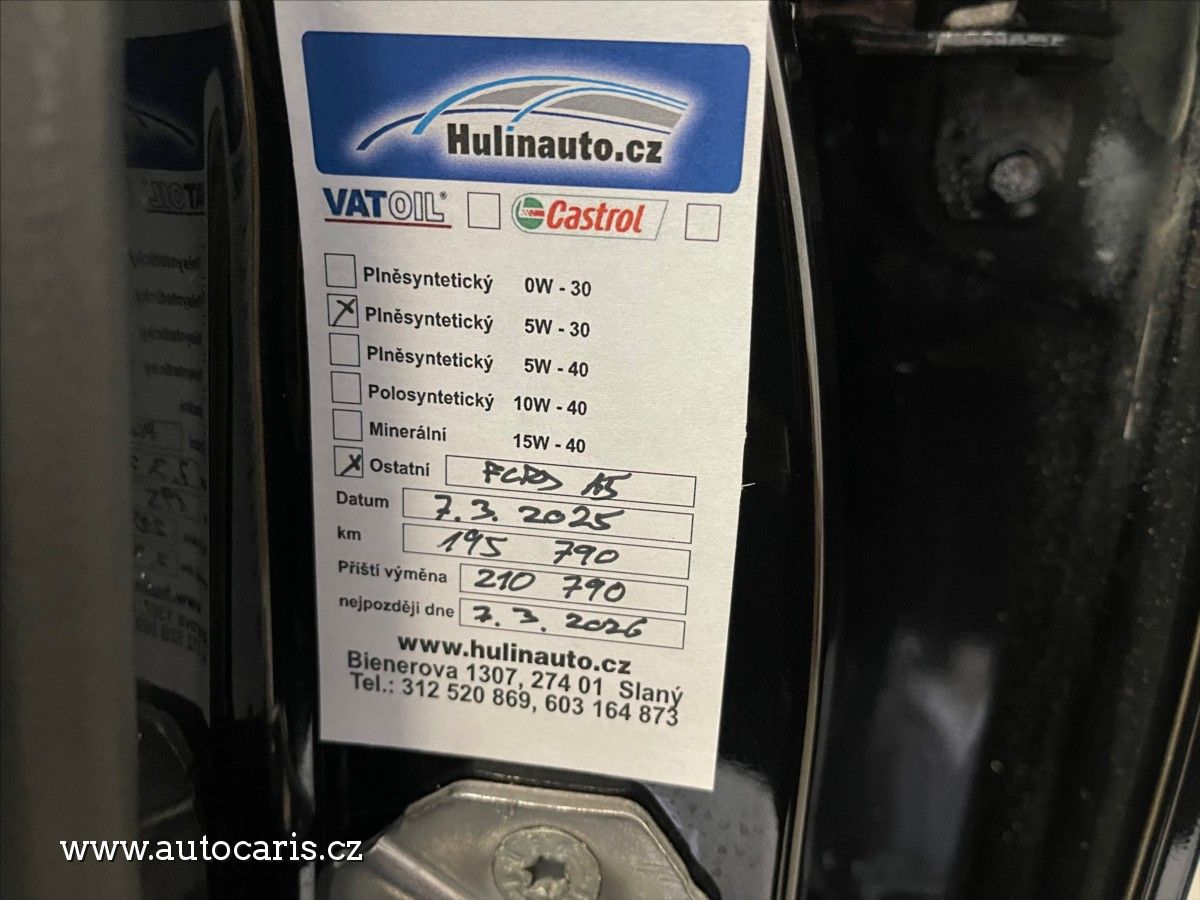 Hulinauto.cz
VATOIL® Castrol
Plněsyntetický 0W - 30
Plněsyntetický 5W - 30
Plněsyntetický 5W - 40
Polosyntetický 10W - 40
Minerální 15W - 40
Ostatní FORD A5
Datum 7.3.2025
km 195 790
Příští výměna 210 790
nejpozději dne 7.3.2026
www.hulinauto.cz
Bienerova 1307, 274 01 Slaný
Tel.: 312 520 869, 603 164 873
www.autocaris.cz